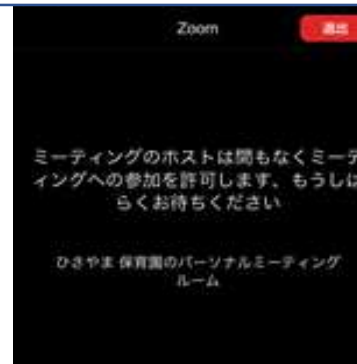 Zoom
退出
ミーティングのホストは間もなくミーテ
ィングへの参加を許可します、もうしば
らくお待ちください
ひさやま 保育園のパーソナルミーティング
ルーム